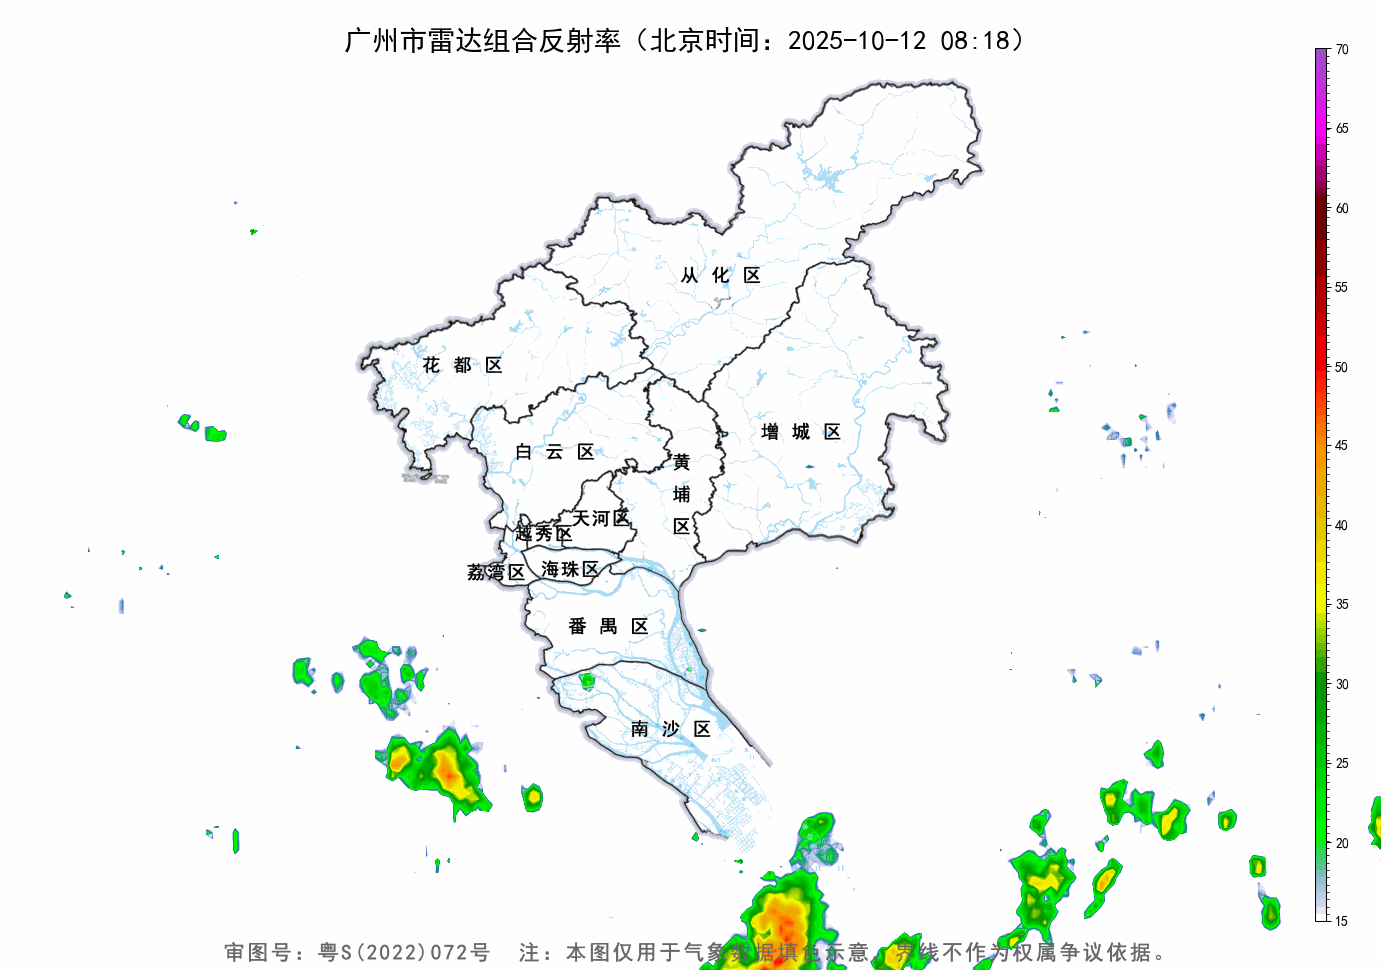 广州市雷达组合反射率（北京时间：2025-10-12 08:18）
70
65
60
55
50
45
40
35
30
25
20
15
从化区
花都区
增城区
白云区
黄埔区
天河区
越秀区
海珠区
荔湾区
番禺区
南沙区
审图号：粤S(2022)072号 注：本图仅用于气象数据填色示意，界线不作为权属争议依据。